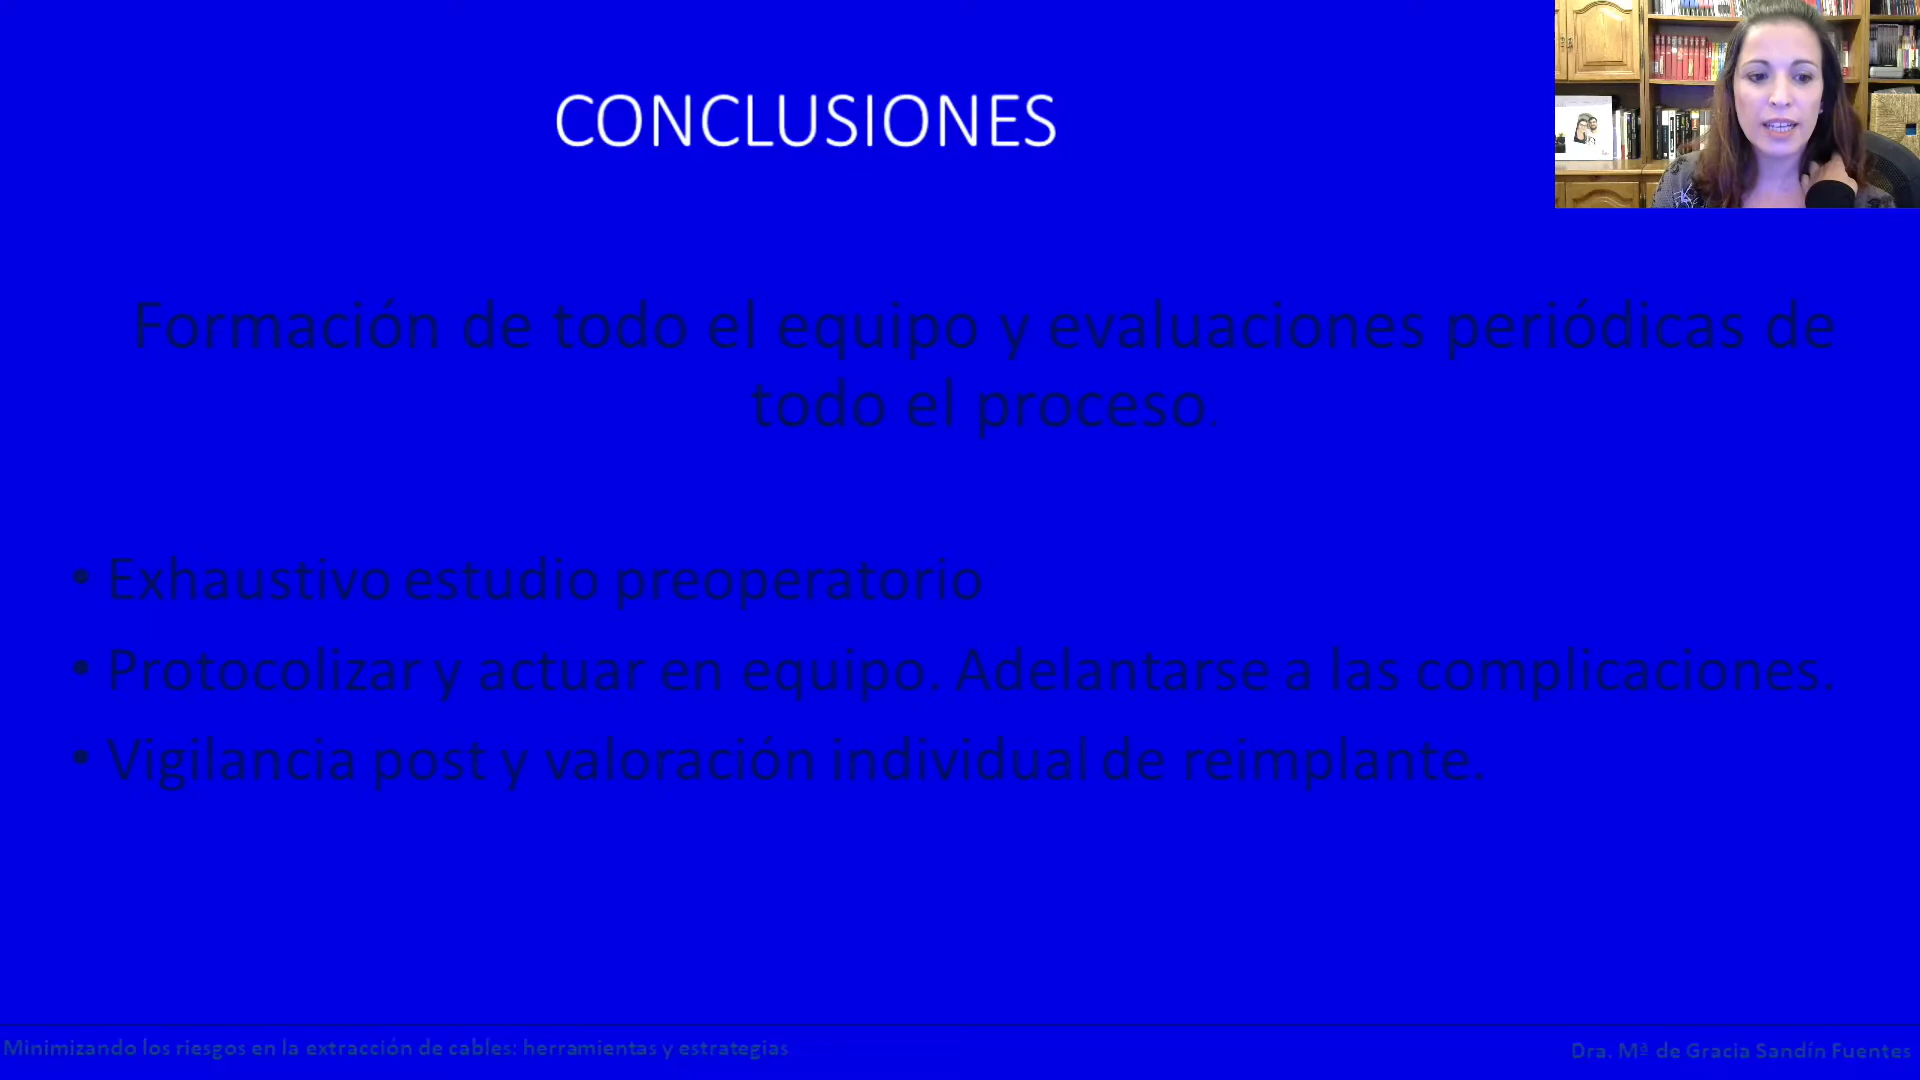 CONCLUSIONES
Formación de todo el equipo y evaluaciones periódicas de
todo el proceso.
• Exhaustivo estudio preoperatorio
• Protocolizar y actuar en equipo. Adelantarse a las complicaciones.
• Vigilancia post y valoración individual de reimplante.
Minimizando los riesgos en la extracción de cables: herramientas y estrategias
Dra. Mª de Gracia Sandín Fuentes